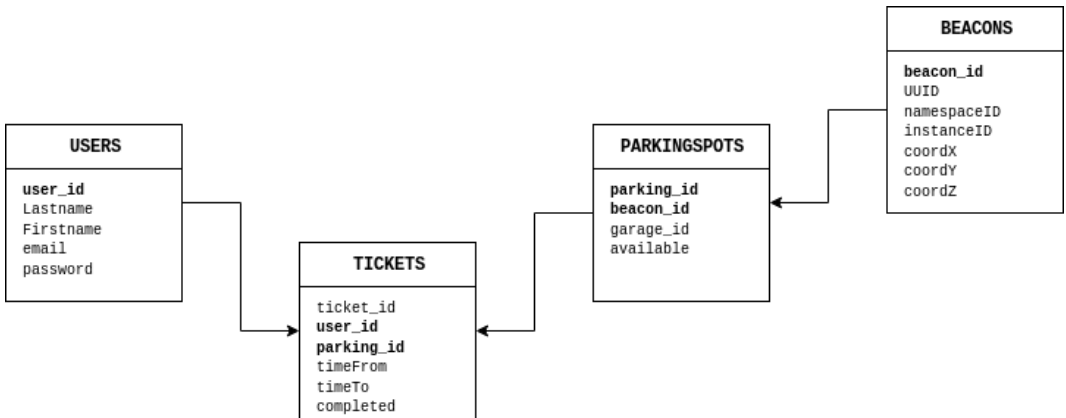 BEACONS
beacon_id
UUID
namespaceID
instanceID
coordX
coordY
coordZ
USERS
user_id
Lastname
Firstname
email
password
PARKINGSPOTS
parking_id
beacon_id
garage_id
available
TICKETS
ticket_id
user_id
parking_id
timeFrom
timeTo
completed